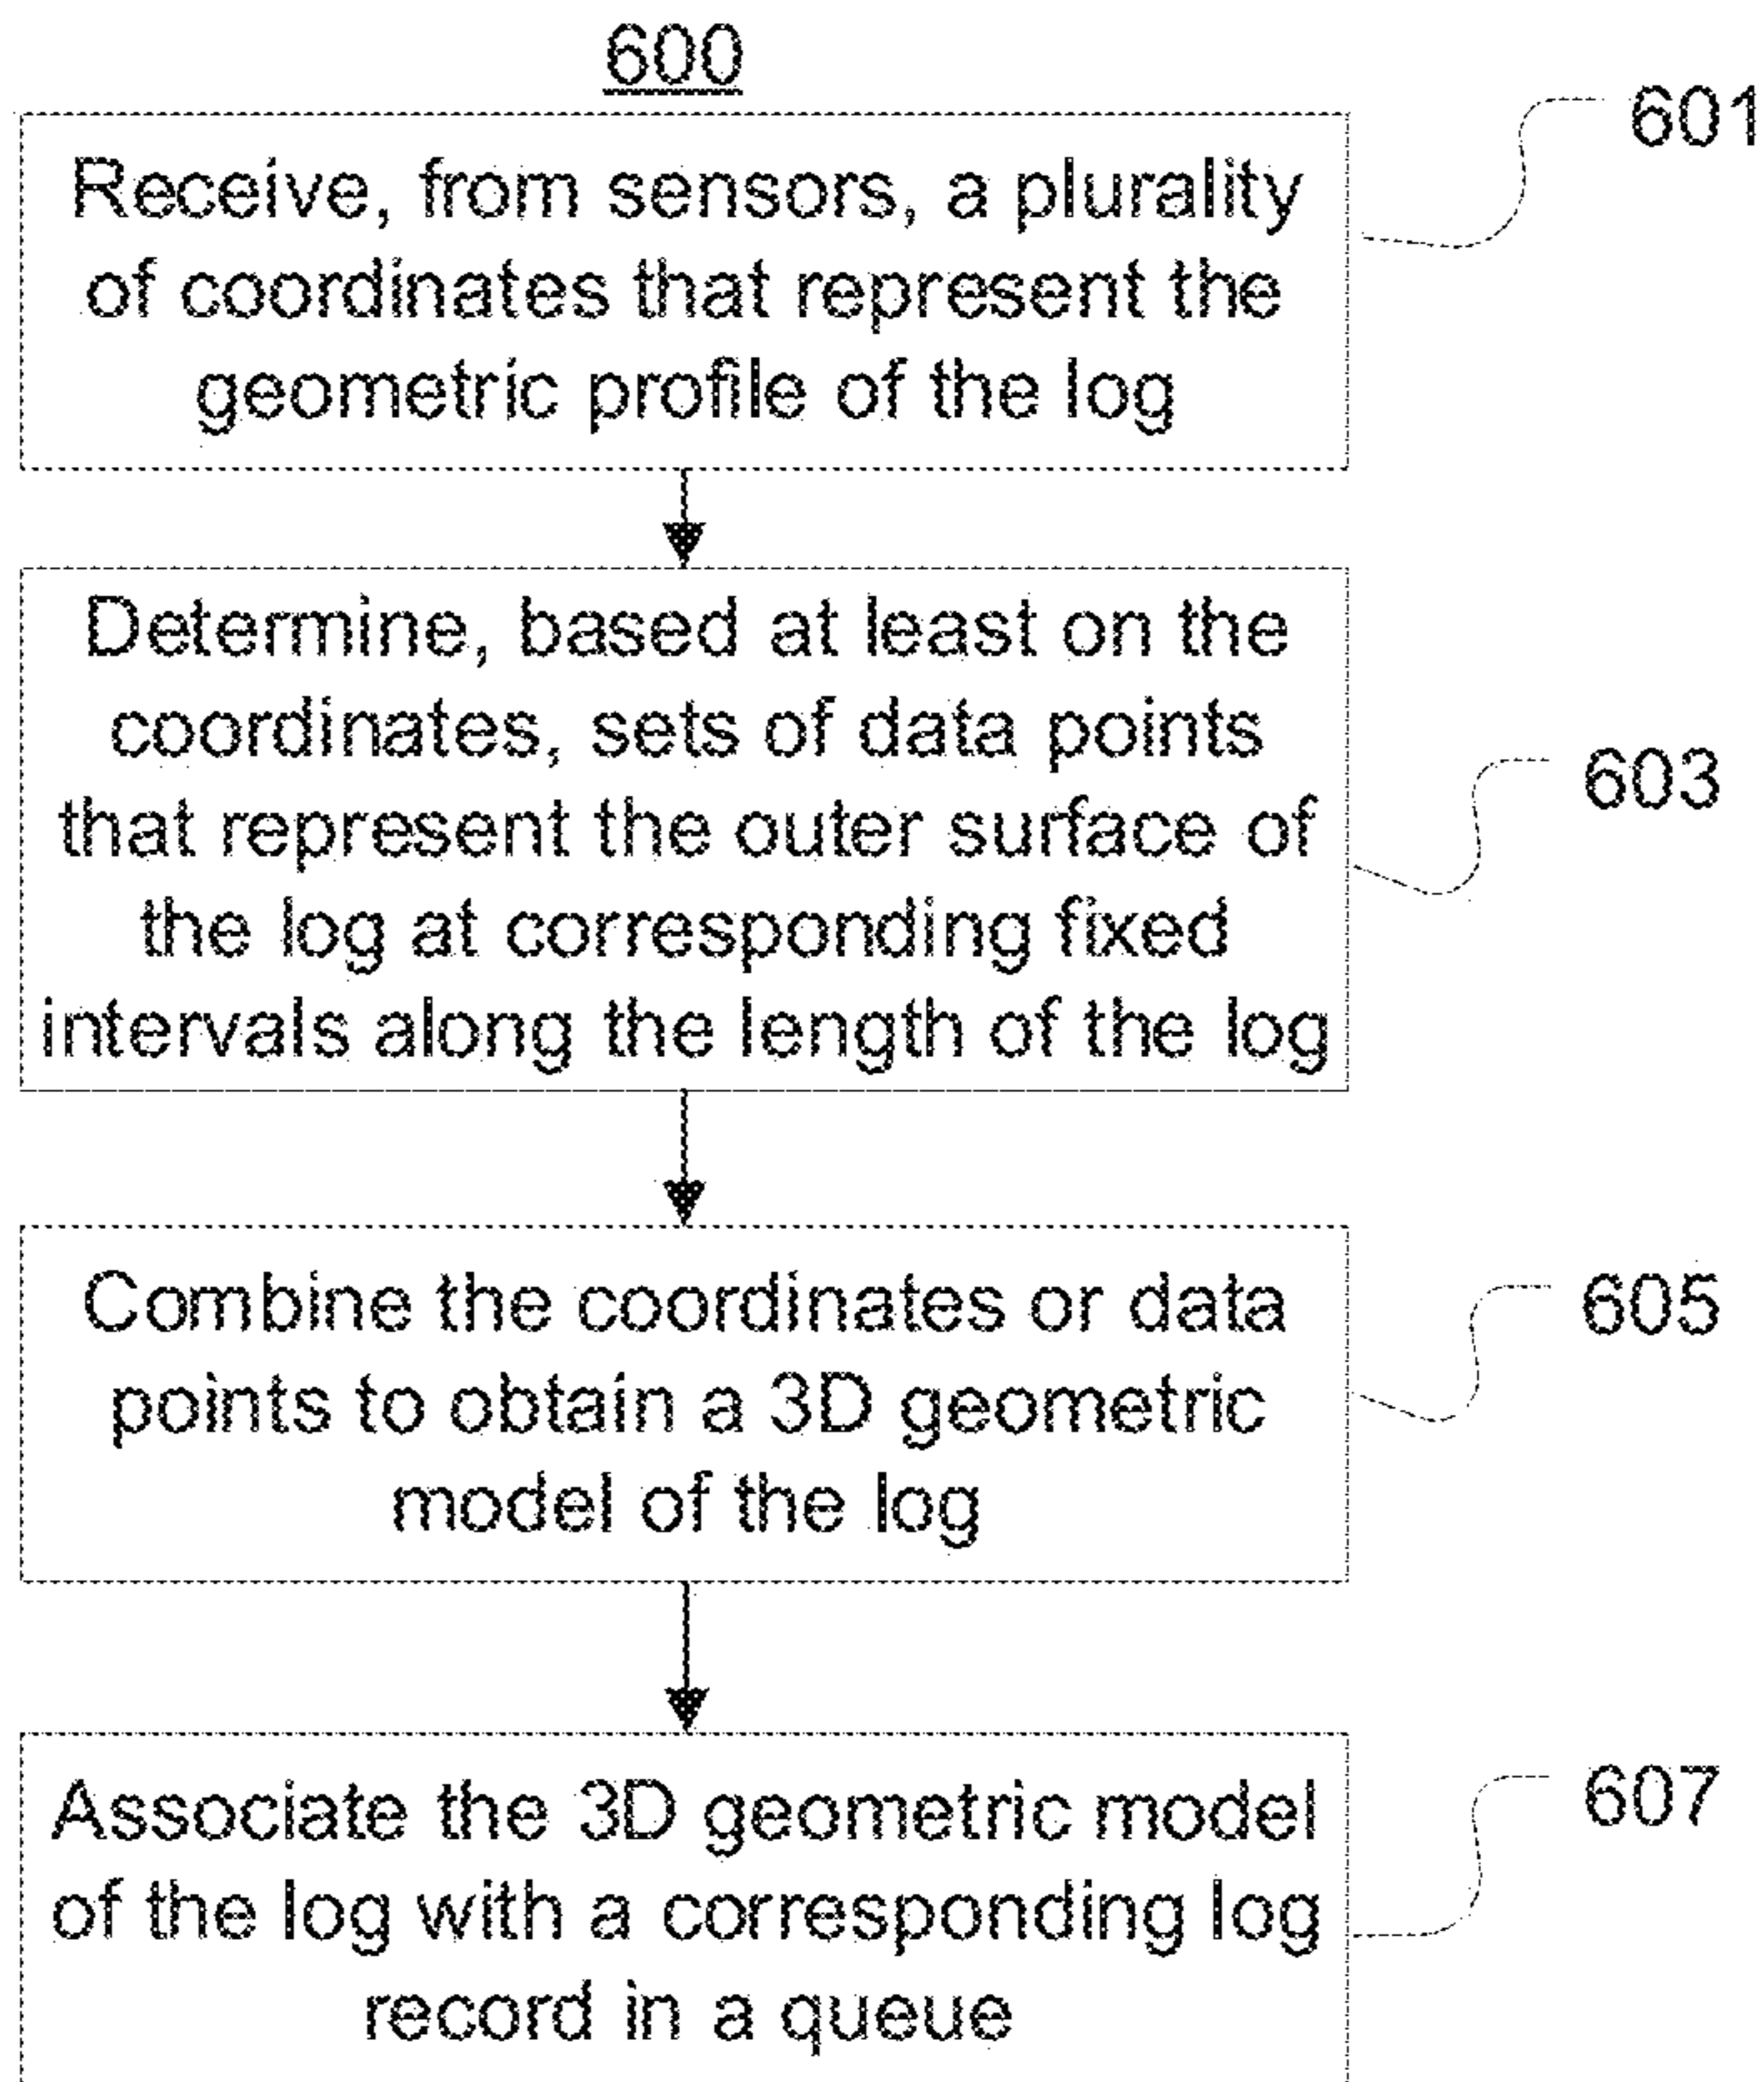 600
601
Receive, from sensors, a plurality
of coordinates that represent the
geometric profile of the log
Determine, based at least on the
coordinates, sets of data points
603
that represent the outer surface of
the log at corresponding fixed
intervals along the length of the log
Combine the coordinates or data
605
points to obtain a 3D geometric
model of the log
Associate the 3D geometric model
607
of the log with a corresponding log
record in a queue